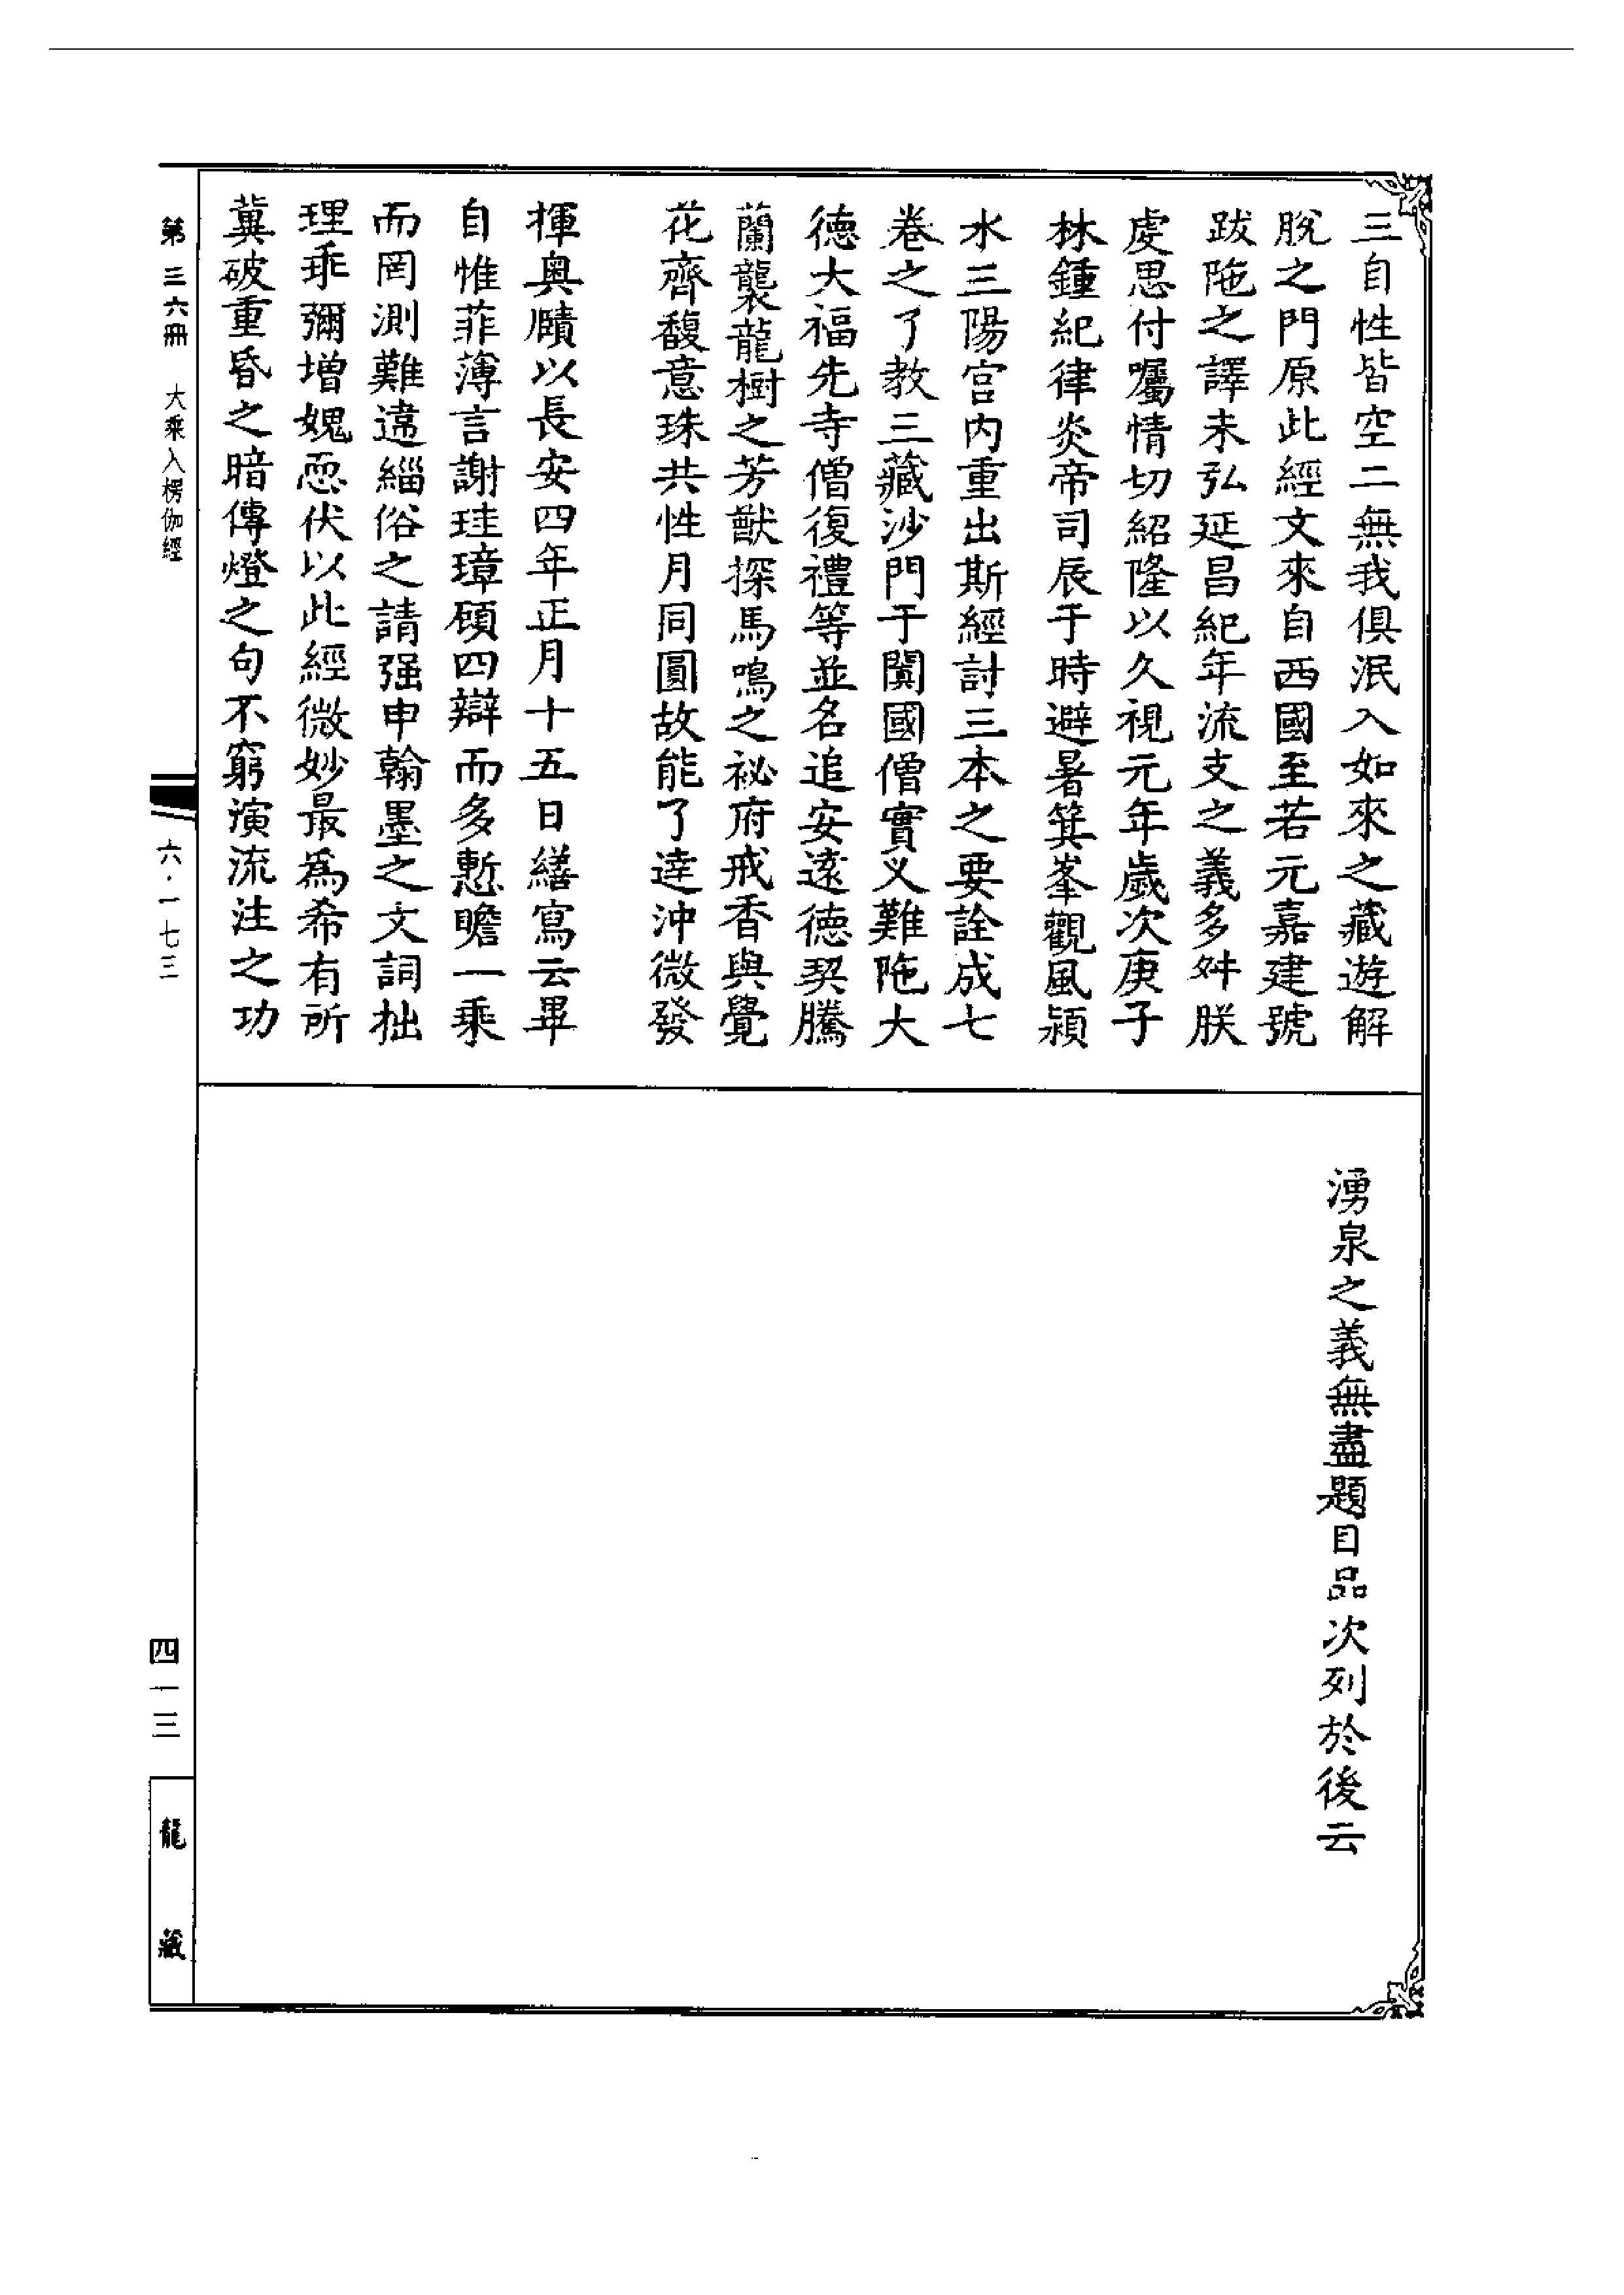 三自性皆空二無我俱泯入如來之藏遊解
脫之門原此經文來自西國至若元嘉建號
跋陁之譯未弘延昌紀年流支之義多舛朕
虔思付囑情切紹隆以久視元年歲次庚子
林鍾紀律炎帝司辰于時避暑箕峯觀風潁
水三陽宮內重出斯經討三本之要詮成七
卷之了教三藏沙門于闐國僧實叉難陁大
德大福先寺僧復禮等並名追安遠德契騰
蘭襲龍樹之芳猷探馬鳴之祕府戒香與覺
花齊馥意珠共性月同圓故能了達沖微發
揮奧賾以長安四年正月十五日繕寫云畢
自惟菲薄言謝珪璋顧四辯而多慙瞻一乘
而罔測難違緇俗之請强申翰墨之文詞拙
理乖彌增媿恧伏以此經微妙最為希有所
冀破重昏之暗傳燈之句不窮演流注之功
湧泉之義無盡題目品次列於後云
第三六冊 大乘入楞伽經
六·一七三
四一三
龍藏